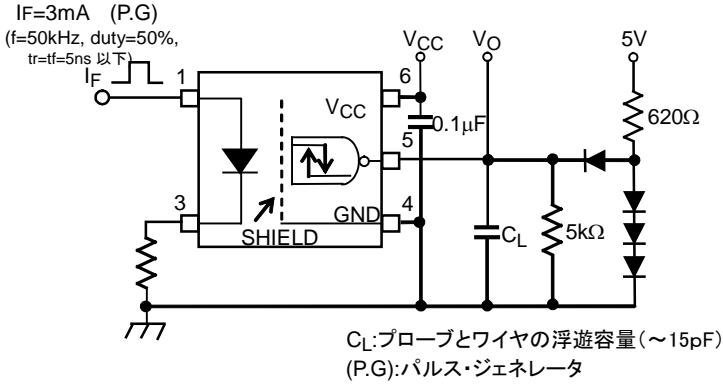 IF=3mA (P.G)
(f=50kHz, duty=50%,
tr=tf=5ns 以下)
IF
1
3
SHIELD
VCC
GND
6
5
4
VCC
0.1μF
VO
CL
5kΩ
5V
620Ω
CL:プローブとワイヤの浮遊容量(～15pF)
(P.G):パルス・ジェネレータ